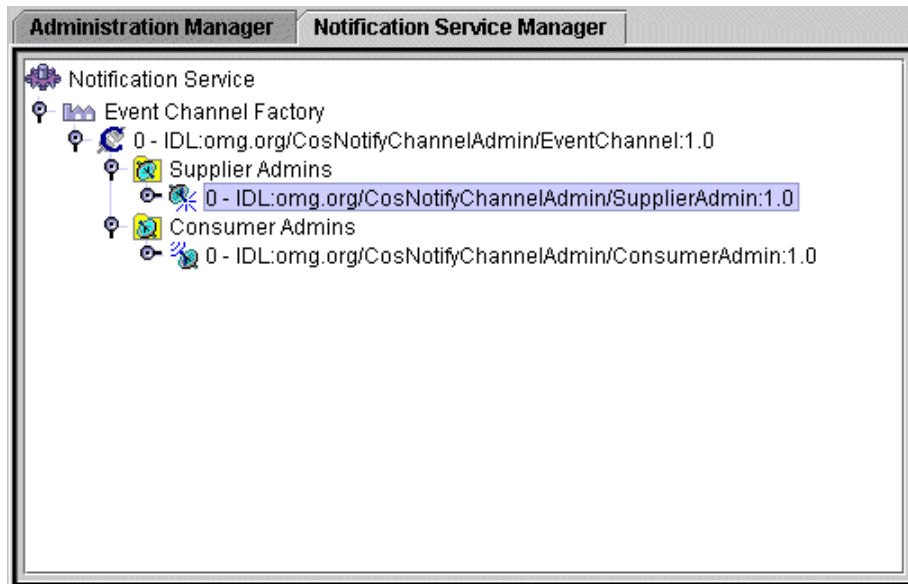 Administration Manager
Notification Service Manager
Notification Service
Event Channel Factory
0 - IDL:omg.org/CosNotifyChannelAdmin/EventChannel:1.0
Supplier Admins
0 - IDL:omg.org/CosNotifyChannelAdmin/SupplierAdmin:1.0
Consumer Admins
0 - IDL:omg.org/CosNotifyChannelAdmin/ConsumerAdmin:1.0